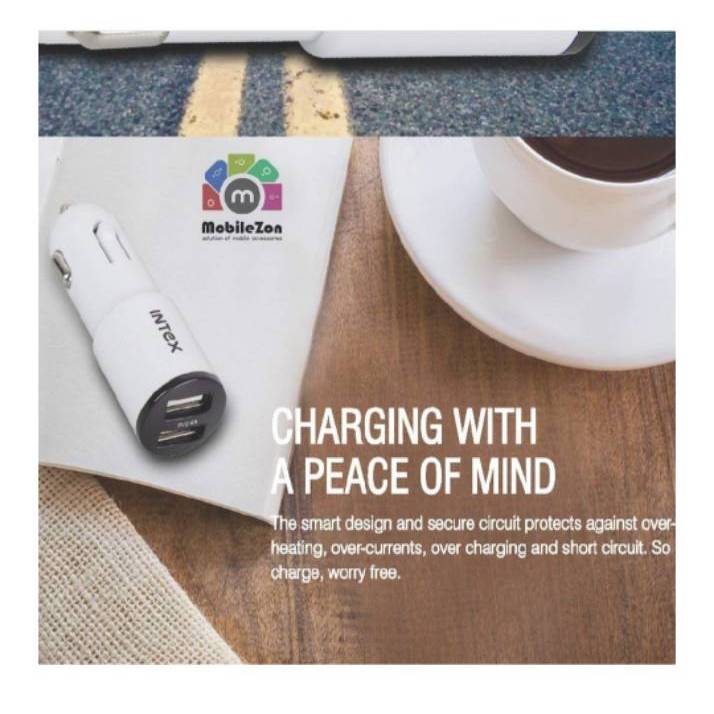 m
MobileZon
solution of mobile accessories
INTEX
CHARGING WITH
A PEACE OF MIND
The smart design and secure circuit protects against over-
heating, over-currents, over charging and short circuit. So
charge, worry free.